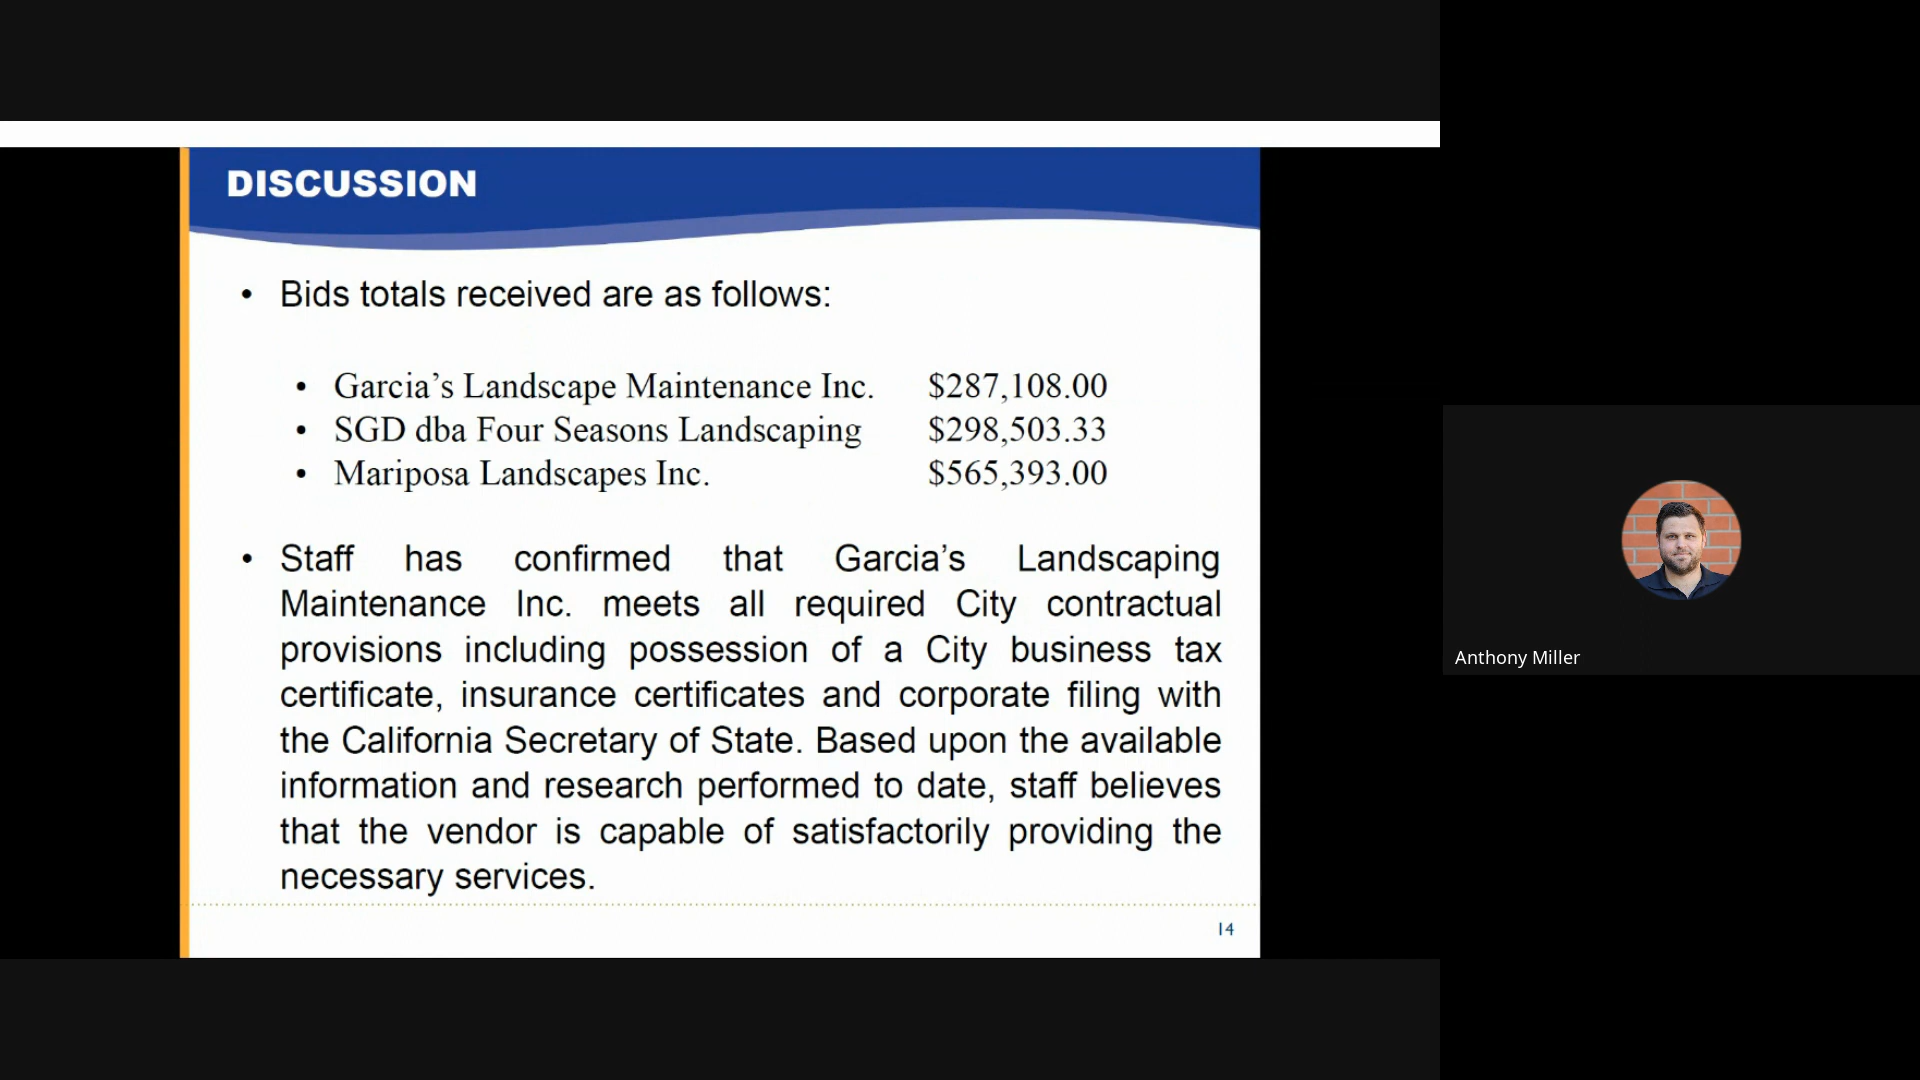 DISCUSSION
• Bids totals received are as follows:
• Garcia’s Landscape Maintenance Inc. $287,108.00
• SGD dba Four Seasons Landscaping $298,503.33
• Mariposa Landscapes Inc. $565,393.00
• Staff has confirmed that Garcia’s Landscaping
Maintenance Inc. meets all required City contractual
provisions including possession of a City business tax
certificate, insurance certificates and corporate filing with
the California Secretary of State. Based upon the available
information and research performed to date, staff believes
that the vendor is capable of satisfactorily providing the
necessary services.
14
Anthony Miller